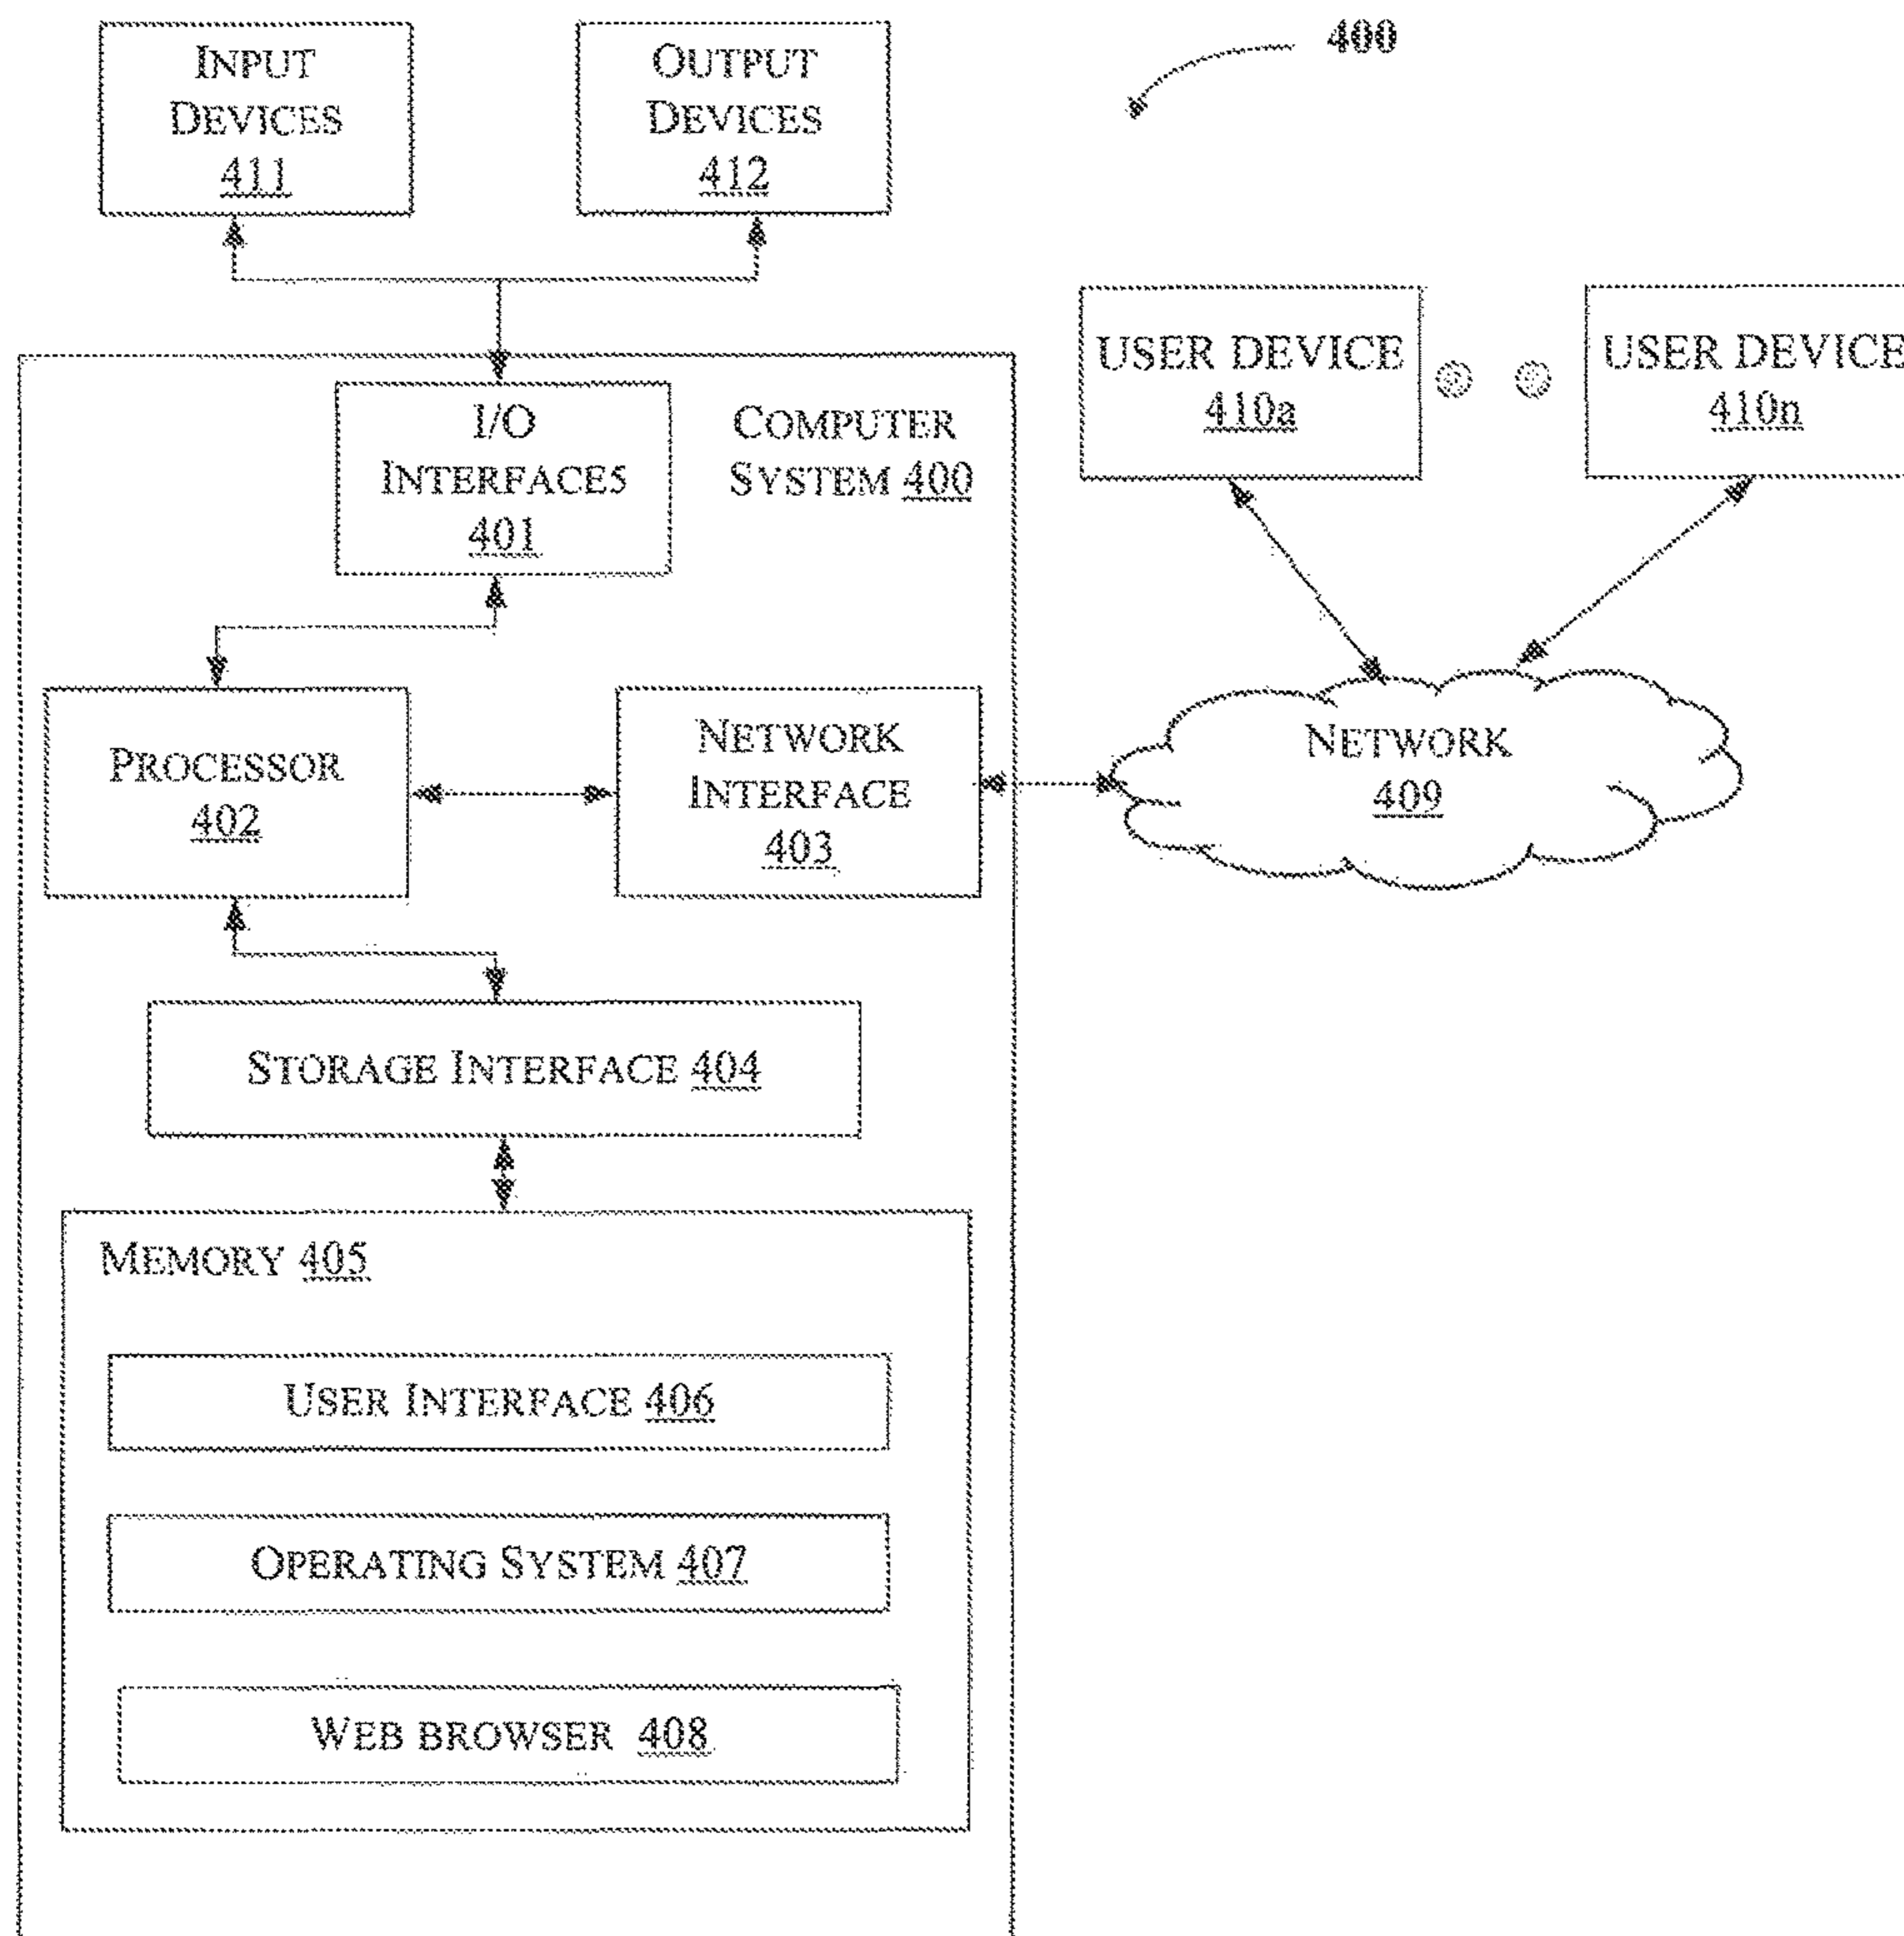 INPUT
DEVICES
411
OUTPUT
DEVICES
412
400
I/O
INTERFACE5
401
COMPUTER
SYSTEM 400
USER DEVICE
410a
USER DEVICE
410n
PROCESSOR
402
NETWORK
INTERFACE
403
NETWORK
409
STORAGE INTERFACE 404
MEMORY 405
USER INTERFACE 406
OPERATING SYSTEM 407
WEB BROWSER 408